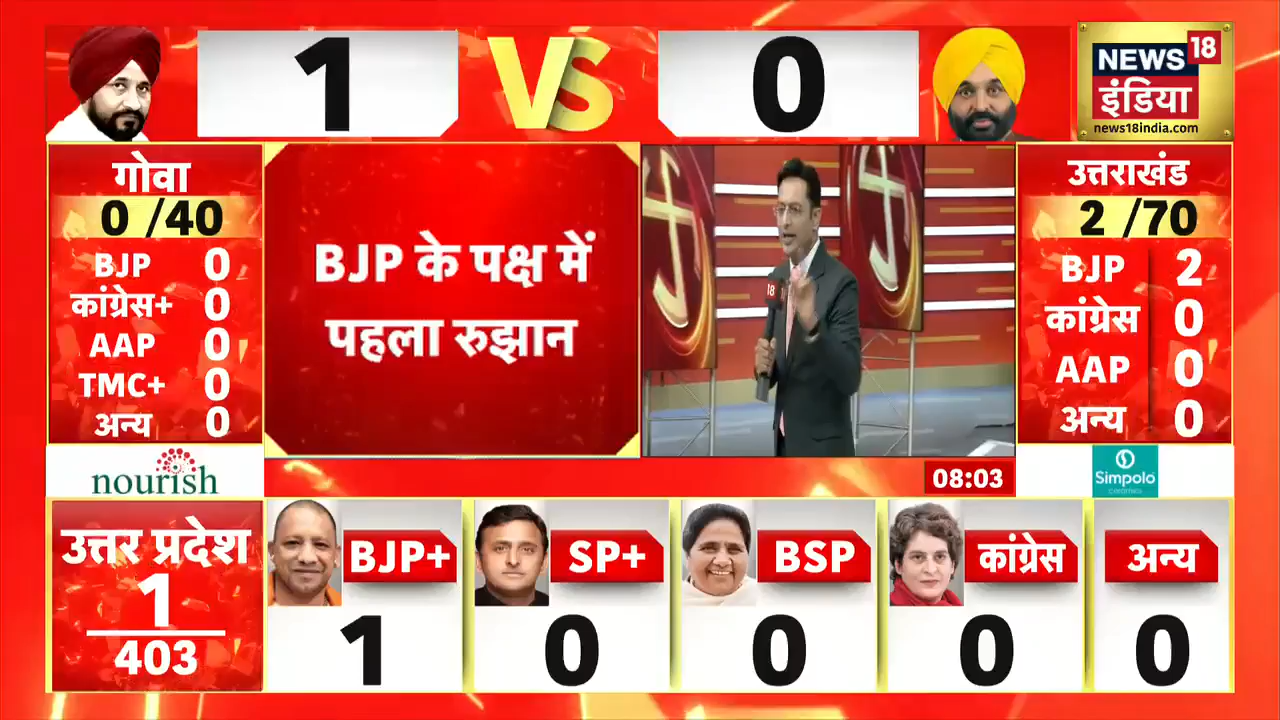 1
VS
0
NEWS 18
इंडिया
news18india.com
गोवा
0 /40
BJP 0
कांग्रेस+ 0
AAP 0
TMC+ 0
अन्य 0
nourish
BJP के पक्ष में
पहला रुझान
18
08:03
उत्तराखंड
2 /70
BJP 2
कांग्रेस 0
AAP 0
अन्य 0
Simpolo
ceramics
उत्तर प्रदेश
1
403
BJP+ SP+ BSP कांग्रेस अन्य
1 0 0 0 0